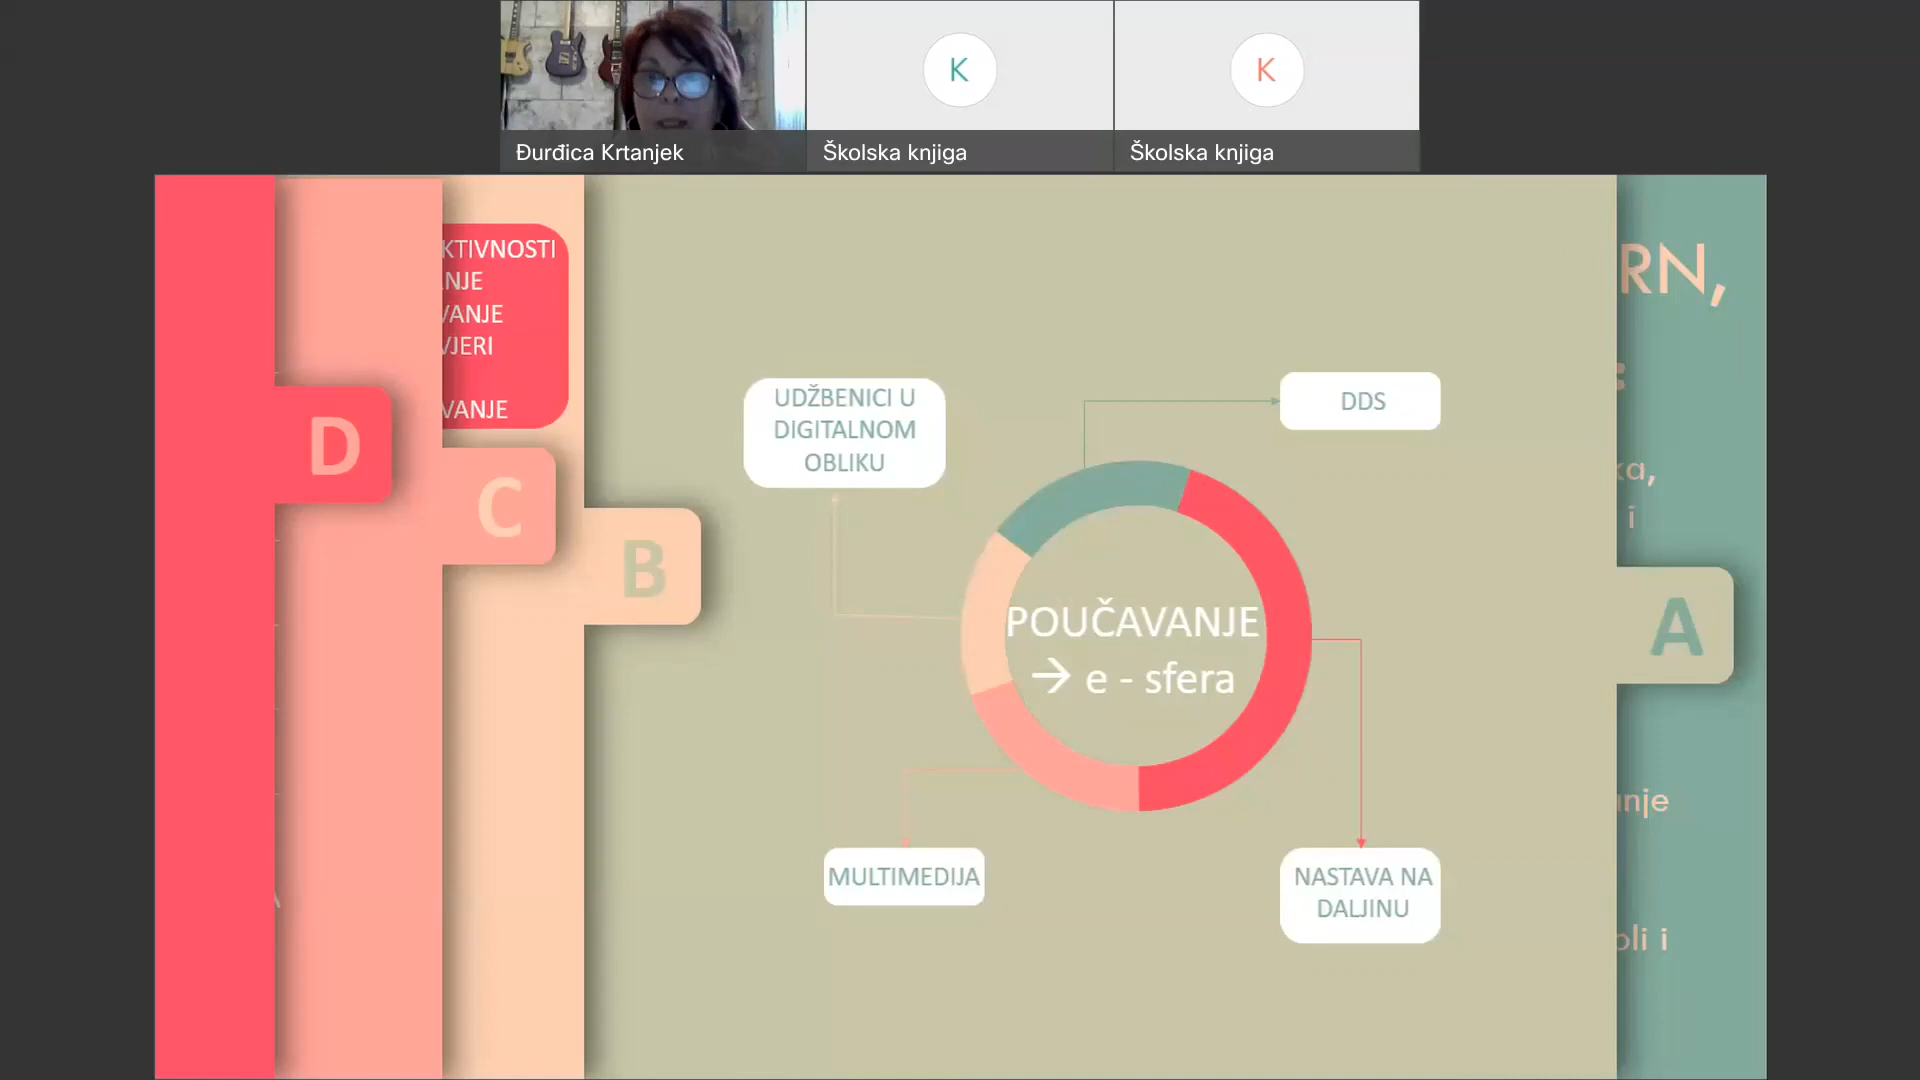 K
K
Đurđica Krtanjek
Školska knjiga
Školska knjiga
KTIVNOSTI
NJE
VANJE
VJERI
VANJE
D
C
B
UDŽBENICI U
DIGITALNOM
OBLIKU
DDS
POUČAVANJE
→ e - sfera
MULTIMEDIJA
NASTAVA NA
DALJINU
RN,
:
ka,
i
A
nje
oli i